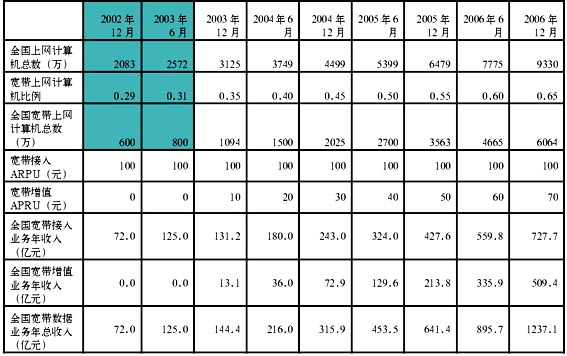 2002 年 12 月 2003 年 6 月 2003 年 12 月 2004 年 6 月 2004 年 12 月 2005 年 6 月 2005 年 12 月 2006 年 6 月 2006 年 12 月
全国上网计算机总数（万） 2083 2572 3125 3749 4499 5399 6479 7775 9330
宽带上网计算机比例 0.29 0.31 0.35 0.40 0.45 0.50 0.55 0.60 0.65
全国宽带上网计算机总数（万） 600 800 1094 1500 2025 2700 3563 4665 6064
宽带接入 ARPU（元） 100 100 100 100 100 100 100 100 100
宽带增值 APRU（元） 0 0 10 20 30 40 50 60 70
全国宽带接入业务年收入（亿元） 72.0 125.0 131.2 180.0 243.0 324.0 427.6 559.8 727.7
全国宽带增值业务年收入（亿元） 0.0 0.0 13.1 36.0 72.9 129.6 213.8 335.9 509.4
全国宽带数据业务年总收入（亿元） 72.0 125.0 144.4 216.0 315.9 453.5 641.4 895.7 1237.1